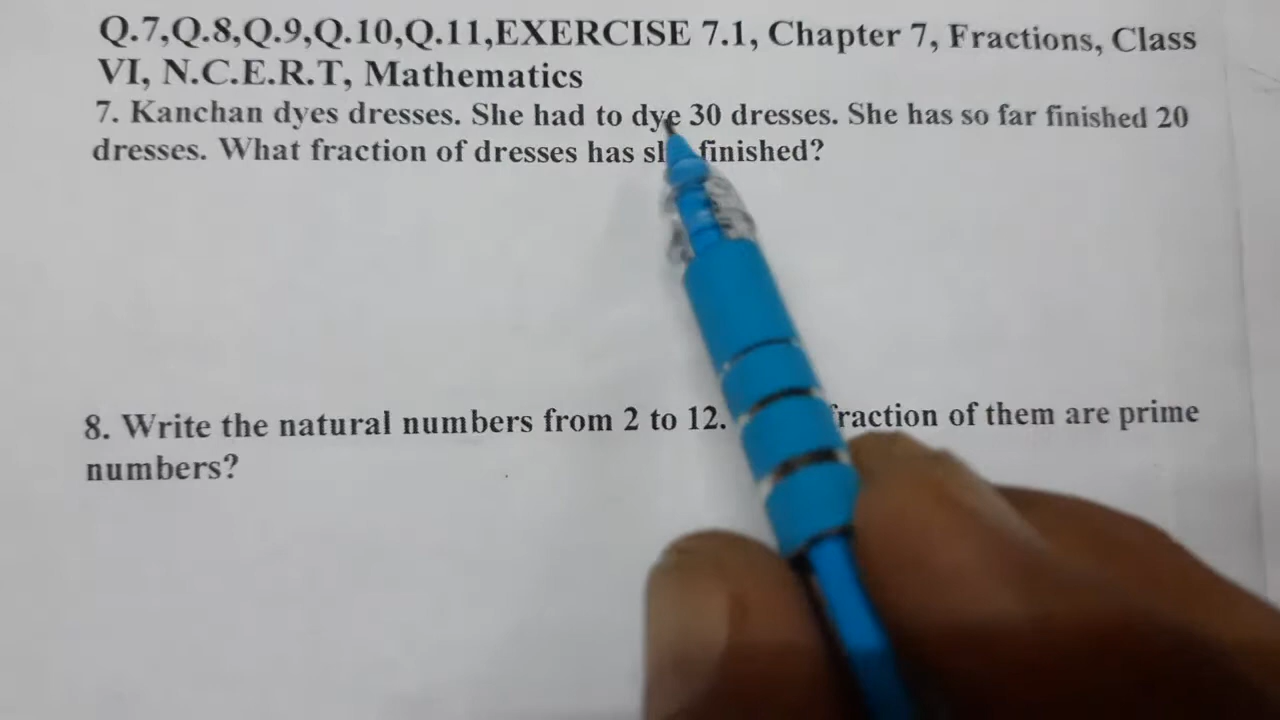 Q.7,Q.8,Q.9,Q.10,Q.11,EXERCISE 7.1, Chapter 7, Fractions, Class
VI, N.C.E.R.T, Mathematics
7. Kanchan dyes dresses. She had to dye 30 dresses. She has so far finished 20
dresses. What fraction of dresses has finished?
8. Write the natural numbers from 2 to 12. fraction of them are prime
numbers?